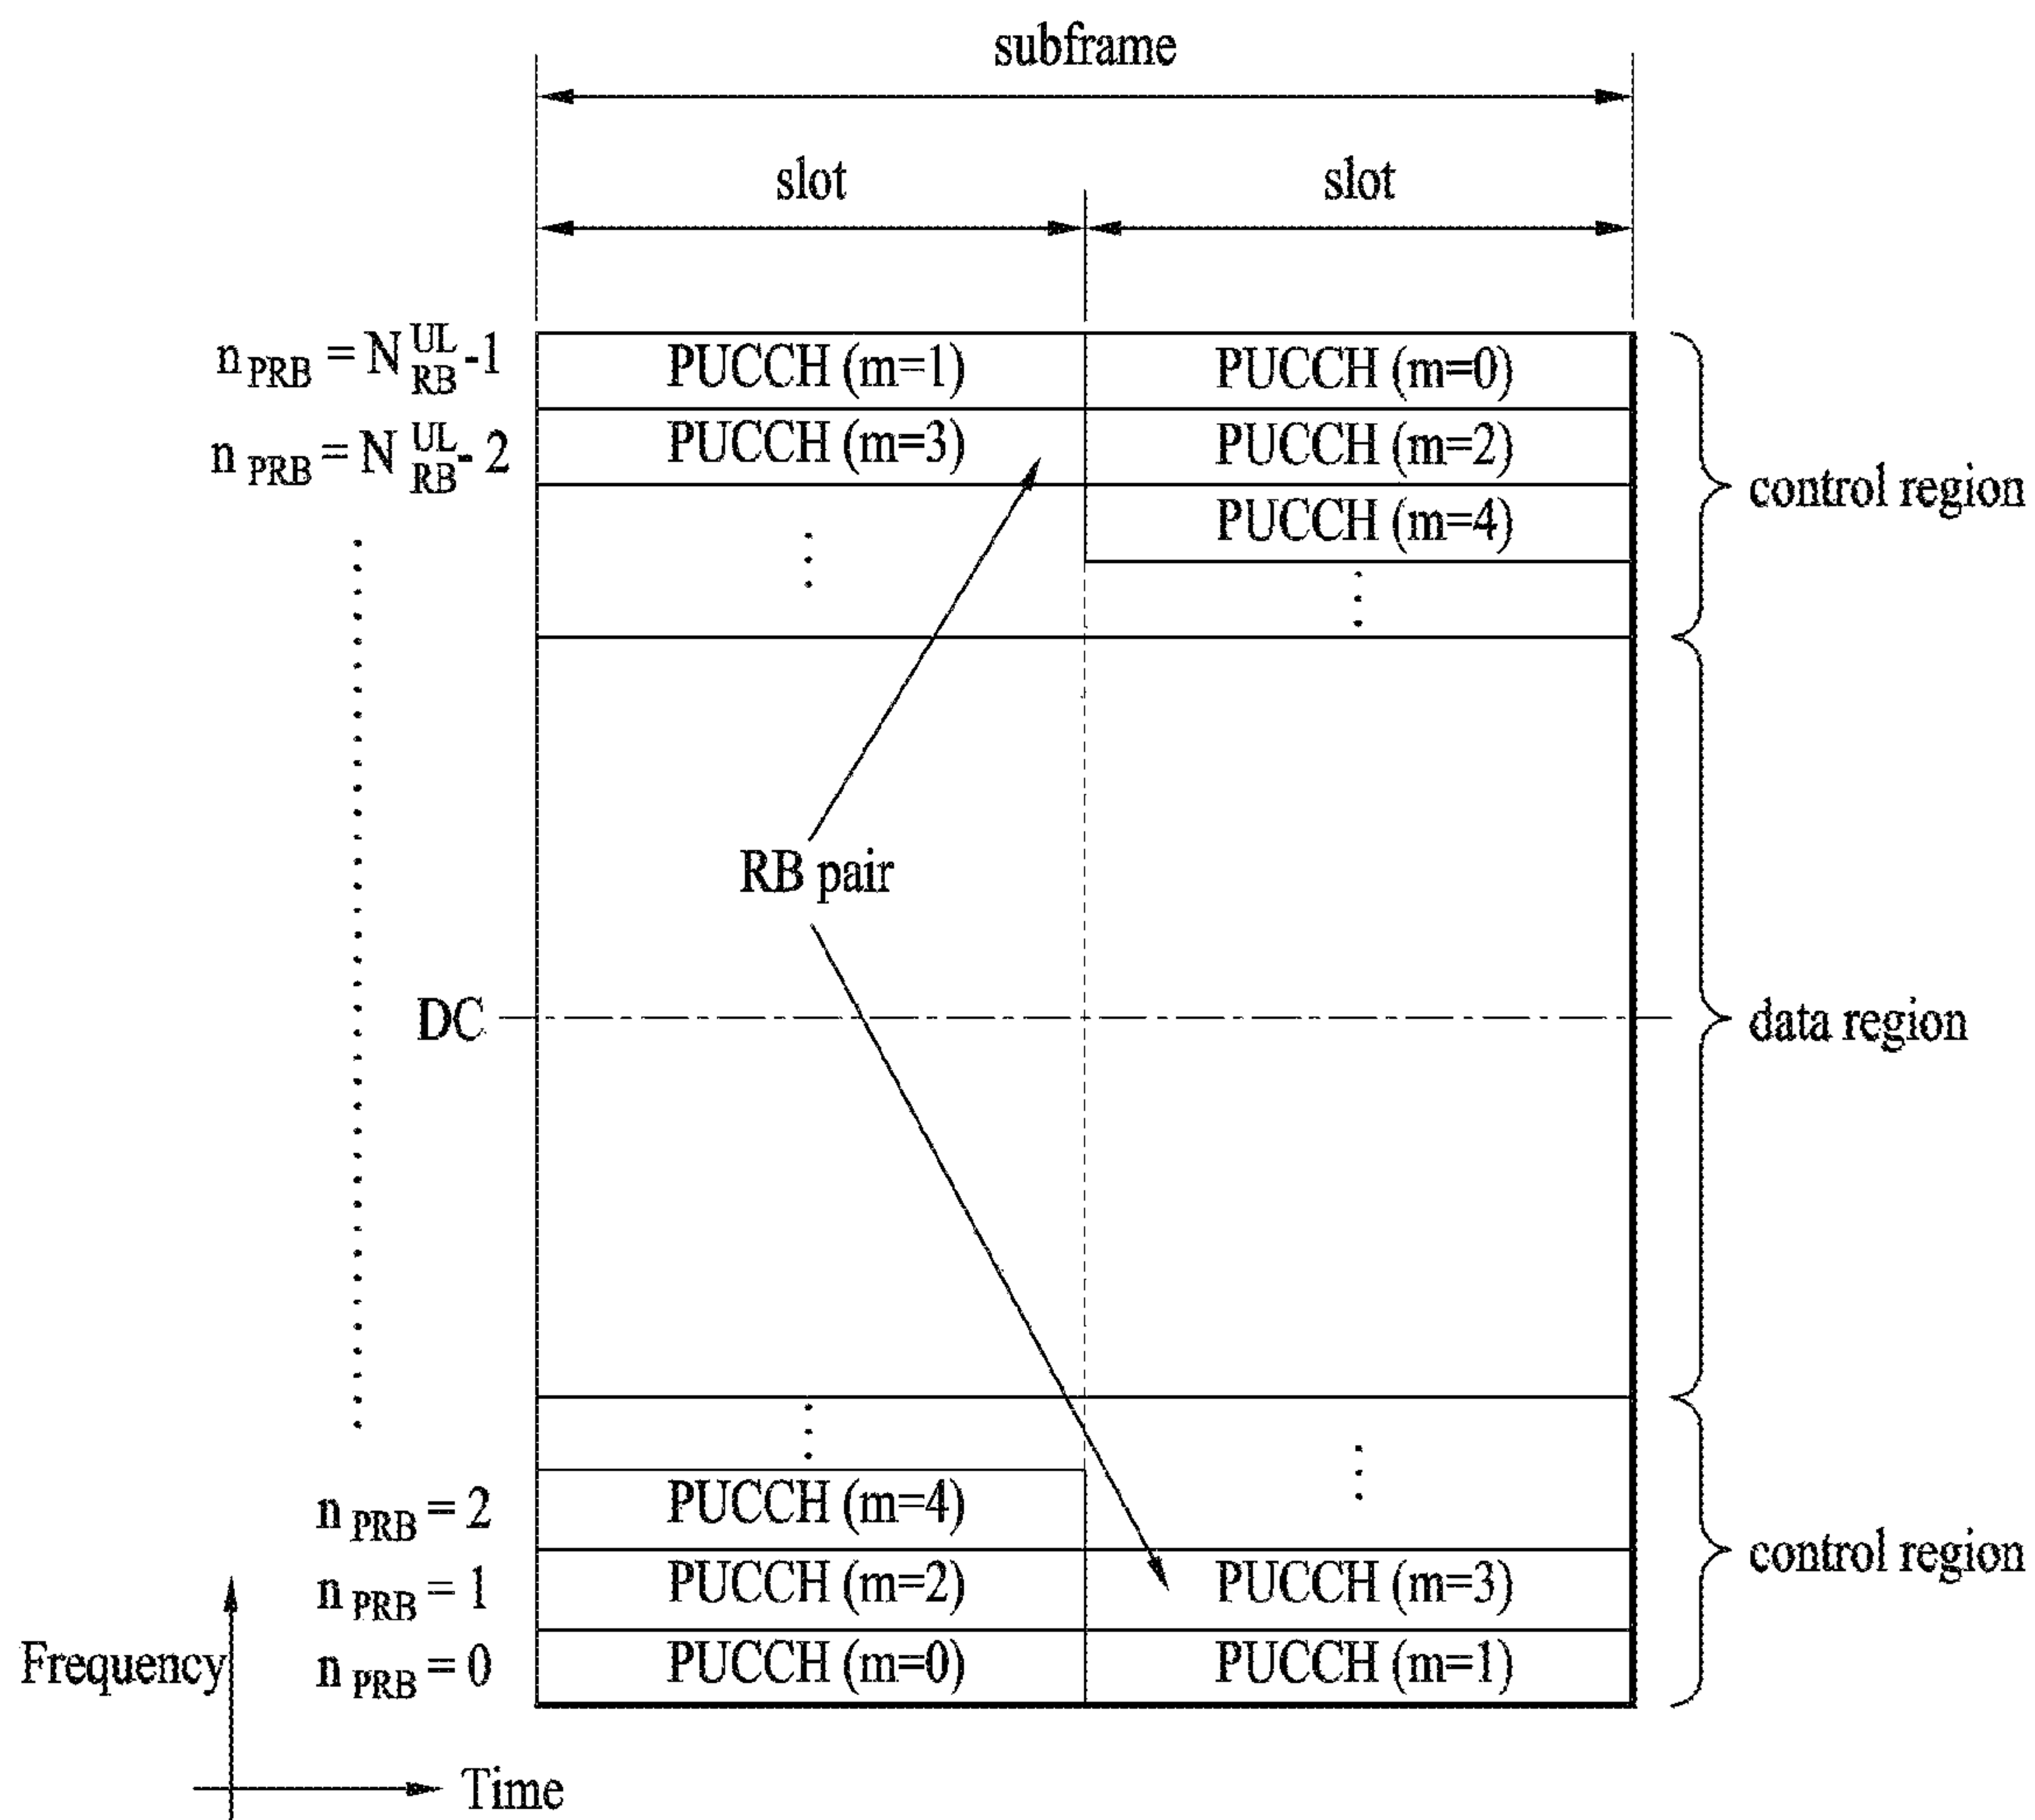 subframe
slot slot
n PRB = N UL RB -1 PUCCH (m=1) PUCCH (m=0)
n PRB = N UL RB - 2 PUCCH (m=3) PUCCH (m=2)
control region
PUCCH (m=4)
RB pair
DC
data region
n PRB = 2 PUCCH (m=4)
control region
n PRB = 1 PUCCH (m=2) PUCCH (m=3)
n PRB = 0 PUCCH (m=0) PUCCH (m=1)
Frequency
Time